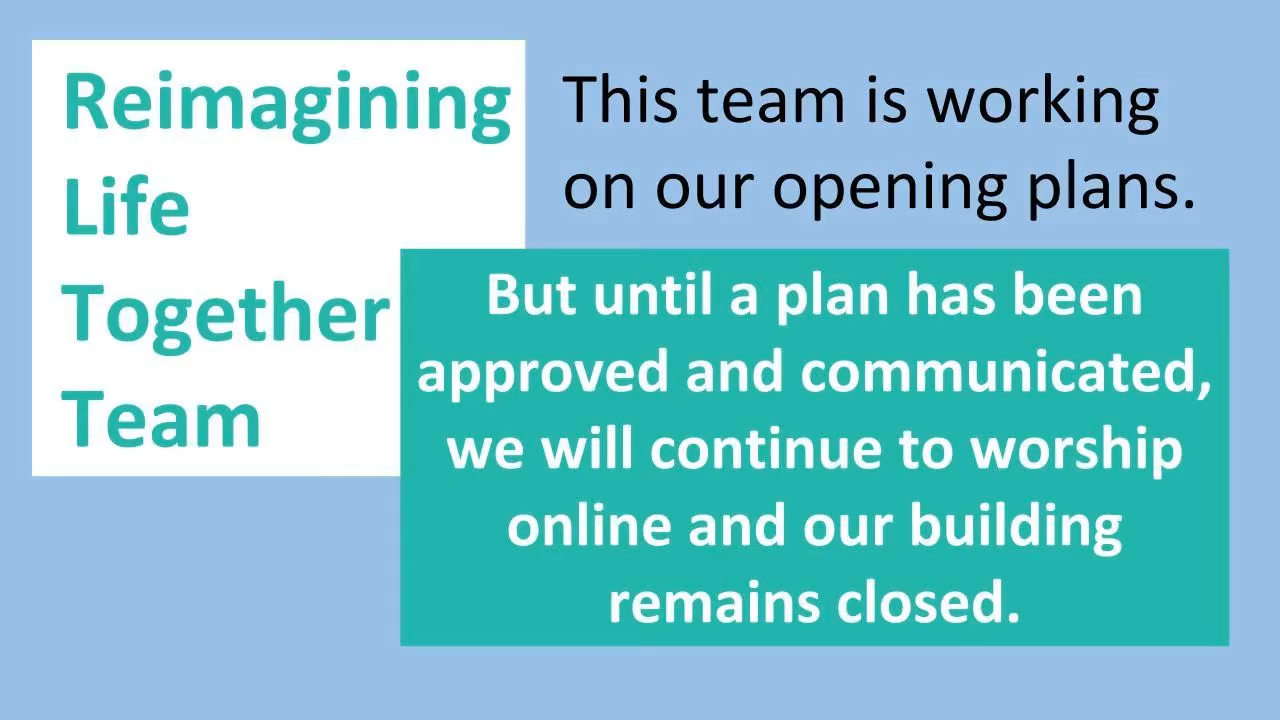 Reimagining
Life
Together
Team
This team is working
on our opening plans.
But until a plan has been
approved and communicated,
we will continue to worship
online and our building
remains closed.